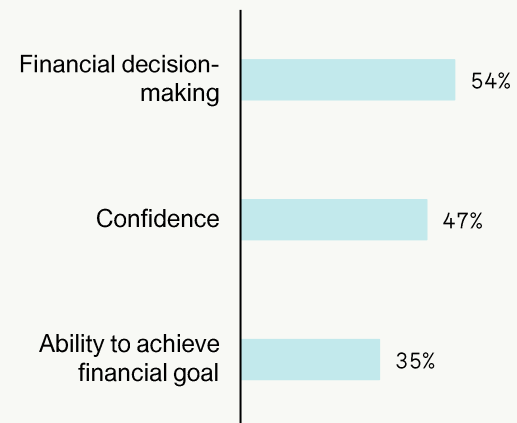 Financial decision-
making
54%
Confidence
47%
Ability to achieve
financial goal
35%